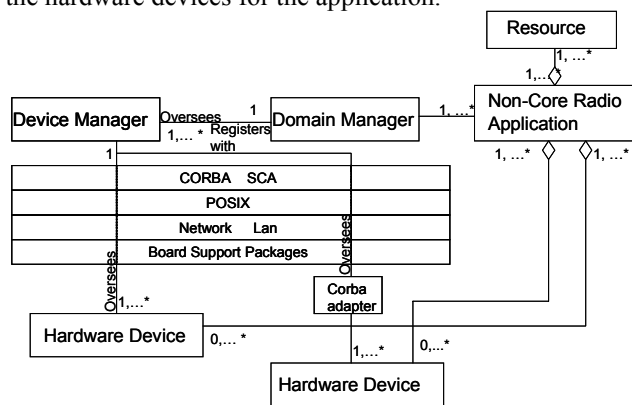 the hardware devices for the application.
Resource
1, ...*
1,...*
Non-Core Radio
Application
Device Manager
Oversees
1
Domain Manager
1, ...*
1,... *
Registers
with
1
1, ...*
1, ...*
CORBA SCA
POSIX
Network Lan
Board Support Packages
Oversees
Oversees
Corba
adapter
1,...*
Hardware Device
0,... *
1,...*
0,...*
Hardware Device